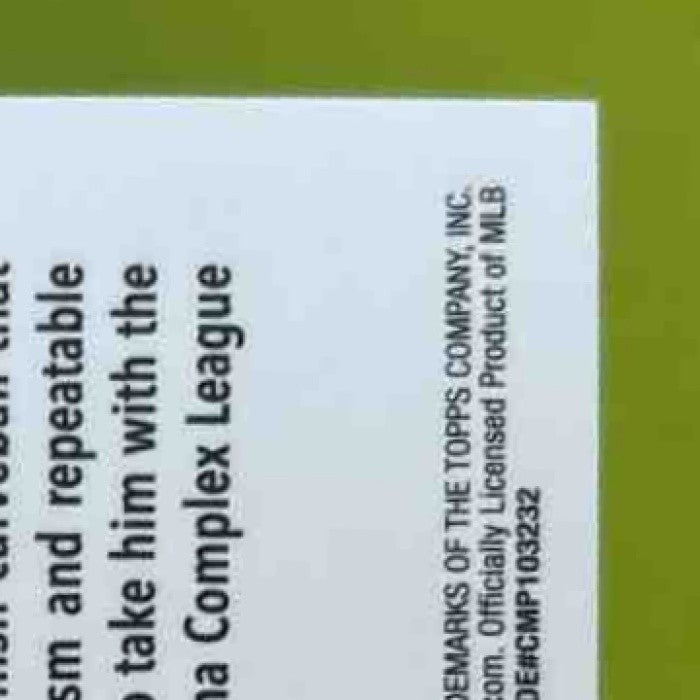 sm and repeatable
take him with the
na Complex League
DEMARKS OF THE TOPPS COMPANY, INC.
com. Officially Licensed Product of MLB
DE#CMP103232